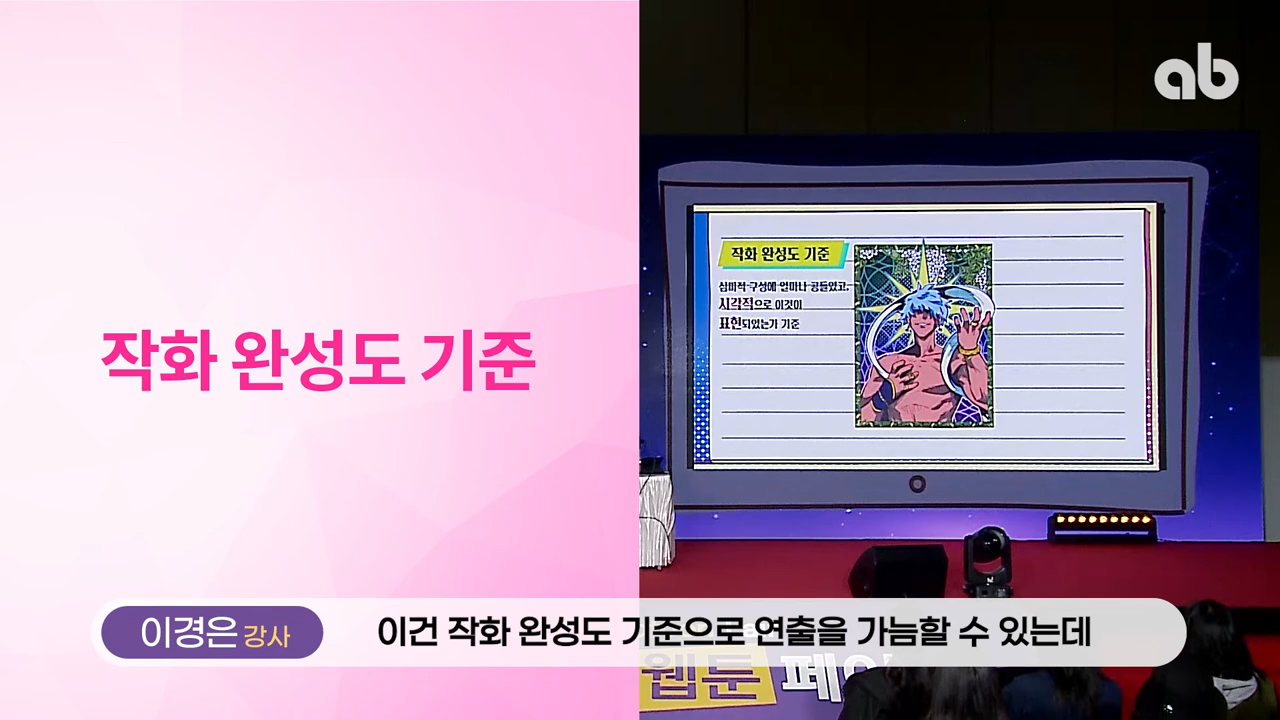 작화 완성도 기준
ab
작화 완성도 기준
심미적 구성에 얼마나 공들였고,
시각적으로 이것이
표현되었는가 기준
이경은 강사
이건 작화 완성도 기준으로 연출을 가늠할 수 있는데
웹툰 페어